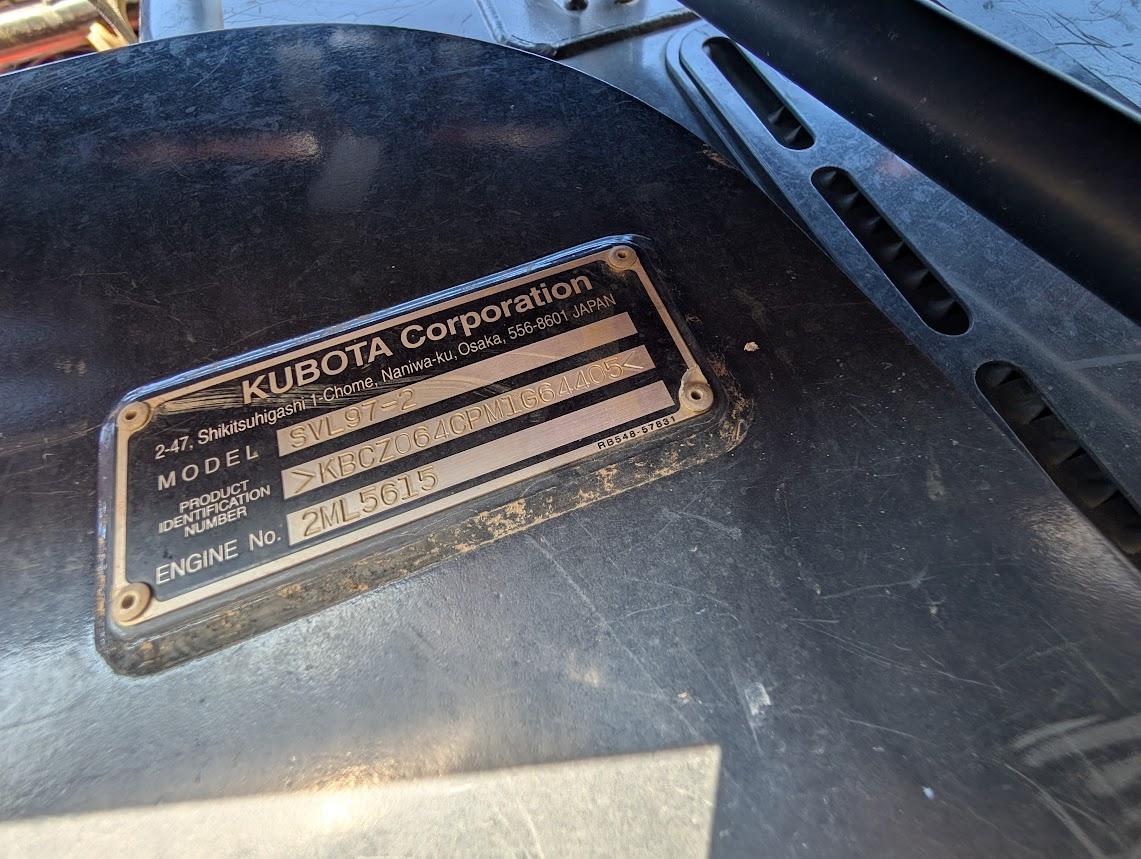 KUBOTA Corporation
2-47, Shikitsuhigashi 1-Chome, Naniwa-ku, Osaka, 556-8601 JAPAN
MODEL SVL97-2
PRODUCT
IDENTIFICATION
NUMBER
>KBCZ064CPM1G64405<
ENGINE No. 2ML5615
RB548-57831